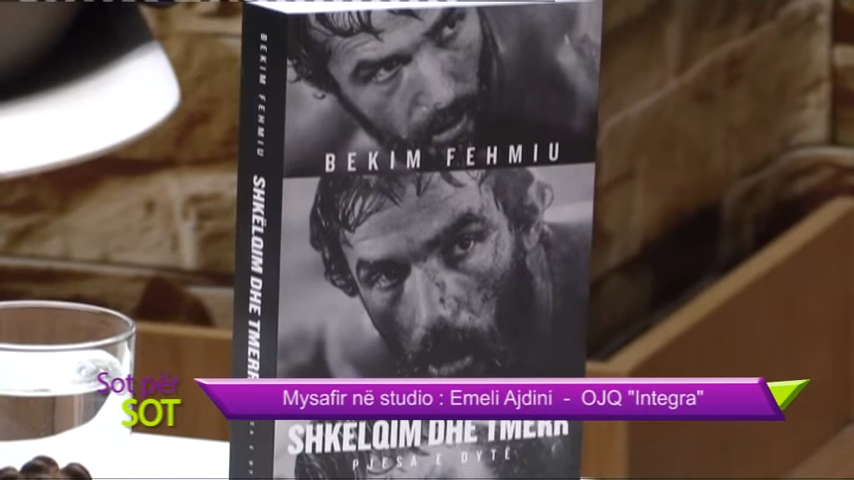 BEKIM FEHMIU
SHKËLQIM DHE TMERR
BEKIM FEHMIU
SHKËLQIM DHE TMERR
PJESA E DYTË
Sot për
SOT
Mysafir në studio : Emeli Ajdini - OJQ "Integra"